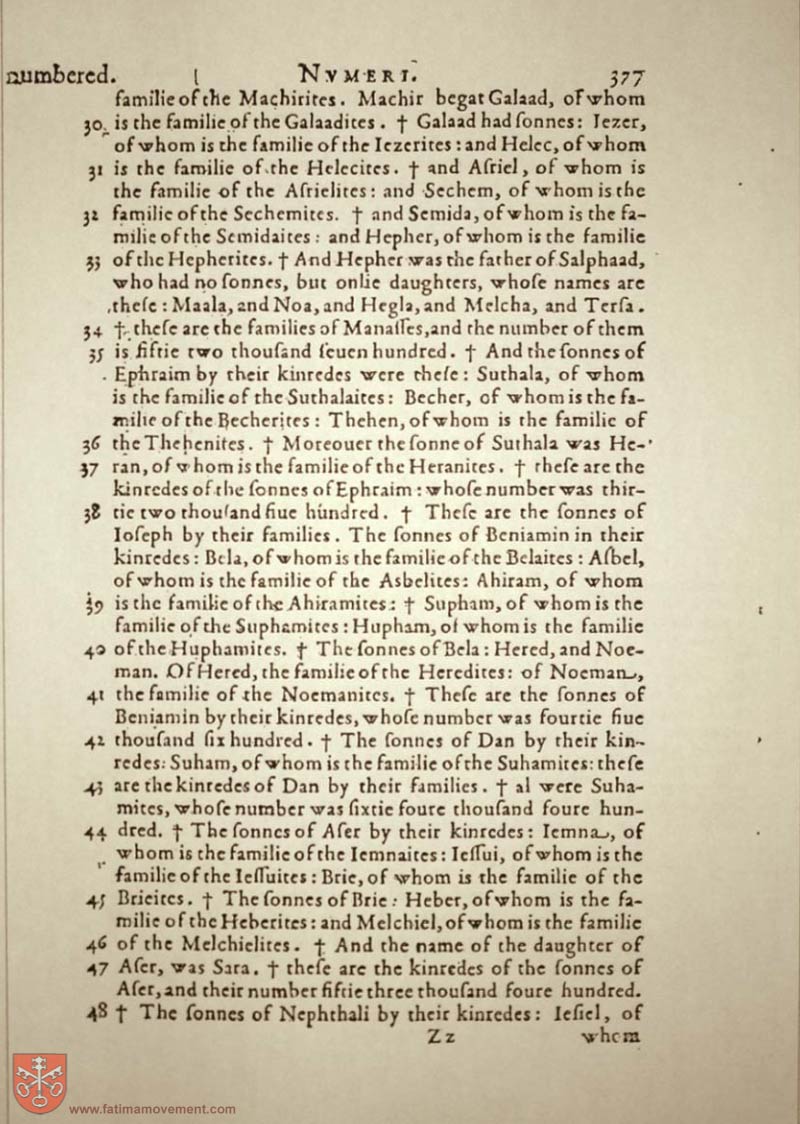 numbered. NVMERI. 377
familie of the Machirites. Machir begat Galaad, of whom
30. is the familie of the Galaadites. † Galaad had ſonnes: Iezer,
of whom is the familie of the Iezerites: and Helec, of whom
31 is the familie of the Helecites. † and Aſriel, of whom is
the familie of the Aſrielites: and Sechem, of whom is the
32 familie of the Sechemites. † and Semida, of whom is the fa-
milie of the Semidaites: and Hepher, of whom is the familie
33 of the Hepherites. † And Hepher was the father of Salphaad,
who had no ſonnes, but onlie daughters, whoſe names are
theſe: Maala, and Noa, and Hegla, and Melcha, and Terſa.
34 † theſe are the families of Manaſſes, and the number of them
35 is fiftie two thouſand ſeuen hundred. † And the ſonnes of
Ephraim by their kinredes were theſe: Suthala, of whom
is the familie of the Suthalaites: Becher, of whom is the fa-
milie of the Becherites: Thehen, of whom is the familie of
36 the Thehenites. † Moreouer the ſonne of Suthala was He-
37 ran, of whom is the familie of the Heranites. † theſe are the
kinredes of the ſonnes of Ephraim: whoſe number was thir-
38 tie two thouſand fiue hundred. † Theſe are the ſonnes of
Ioſeph by their families. The ſonnes of Beniamin in their
kinredes: Bela, of whom is the familie of the Belaites: Aſbel,
of whom is the familie of the Asbelites: Ahiram, of whom
39 is the familie of the Ahiramites: † Supham, of whom is the
familie of the Suphamites: Hupham, of whom is the familie
40 of the Huphamites. † The ſonnes of Bela: Hered, and Noe-
man. Of Hered, the familie of the Heredites: of Noeman,
41 the familie of the Noemanites. † Theſe are the ſonnes of
Beniamin by their kinredes, whoſe number was fourtie fiue
42 thouſand ſix hundred. † The ſonnes of Dan by their kin-
redes: Suham, of whom is the familie of the Suhamites: theſe
43 are the kinredes of Dan by their families. † al were Suha-
mites, whoſe number was ſixtie foure thouſand foure hun-
44 dred. † The ſonnes of Aſer by their kinredes: Iemna, of
whom is the familie of the Iemnaites: Ieſſui, of whom is the
familie of the Ieſſuites: Brie, of whom is the familie of the
45 Brieites. † The ſonnes of Brie: Heber, of whom is the fa-
milie of the Heberites: and Melchiel, of whom is the familie
46 of the Melchielites. † And the name of the daughter of
47 Aſer, was Sara. † theſe are the kinredes of the ſonnes of
Aſer, and their number fiftie three thouſand foure hundred.
48 † The ſonnes of Nephthali by their kinredes: Ieſiel, of
Zz whom
www.fatimamovement.com